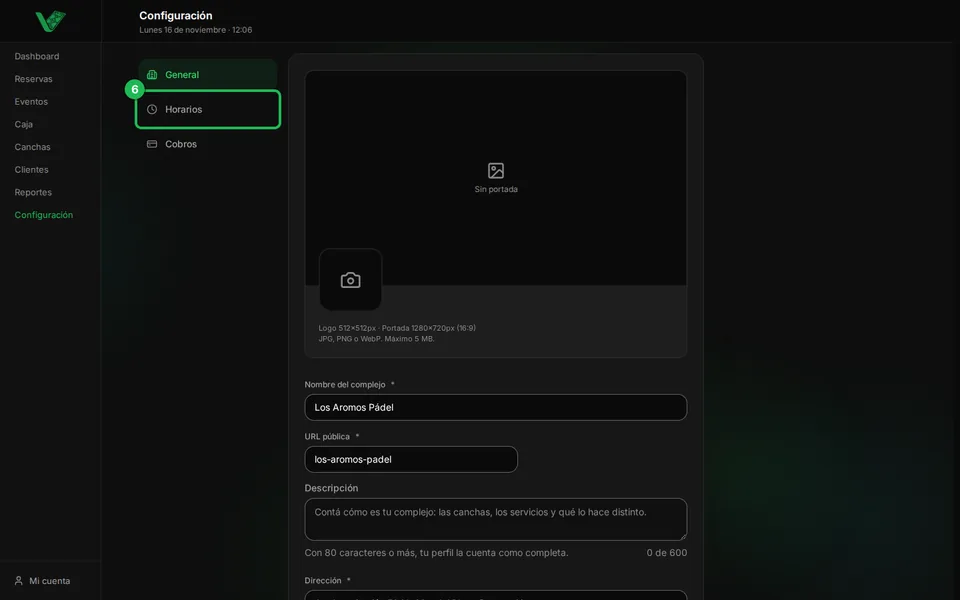 Configuración
Lunes 16 de noviembre · 12:06
Dashboard
Reservas
Eventos
Caja
Canchas
Clientes
Reportes
Configuración
Mi cuenta
General
6
Horarios
Cobros
Sin portada
Logo 512×512px · Portada 1280×720px (16:9)
JPG, PNG o WebP. Máximo 5 MB.
Nombre del complejo *
Los Aromos Pádel
URL pública *
los-aromos-padel
Descripción
Contá cómo es tu complejo: las canchas, los servicios y qué lo hace distinto.
Con 80 caracteres o más, tu perfil la cuenta como completa.
0 de 600
Dirección *